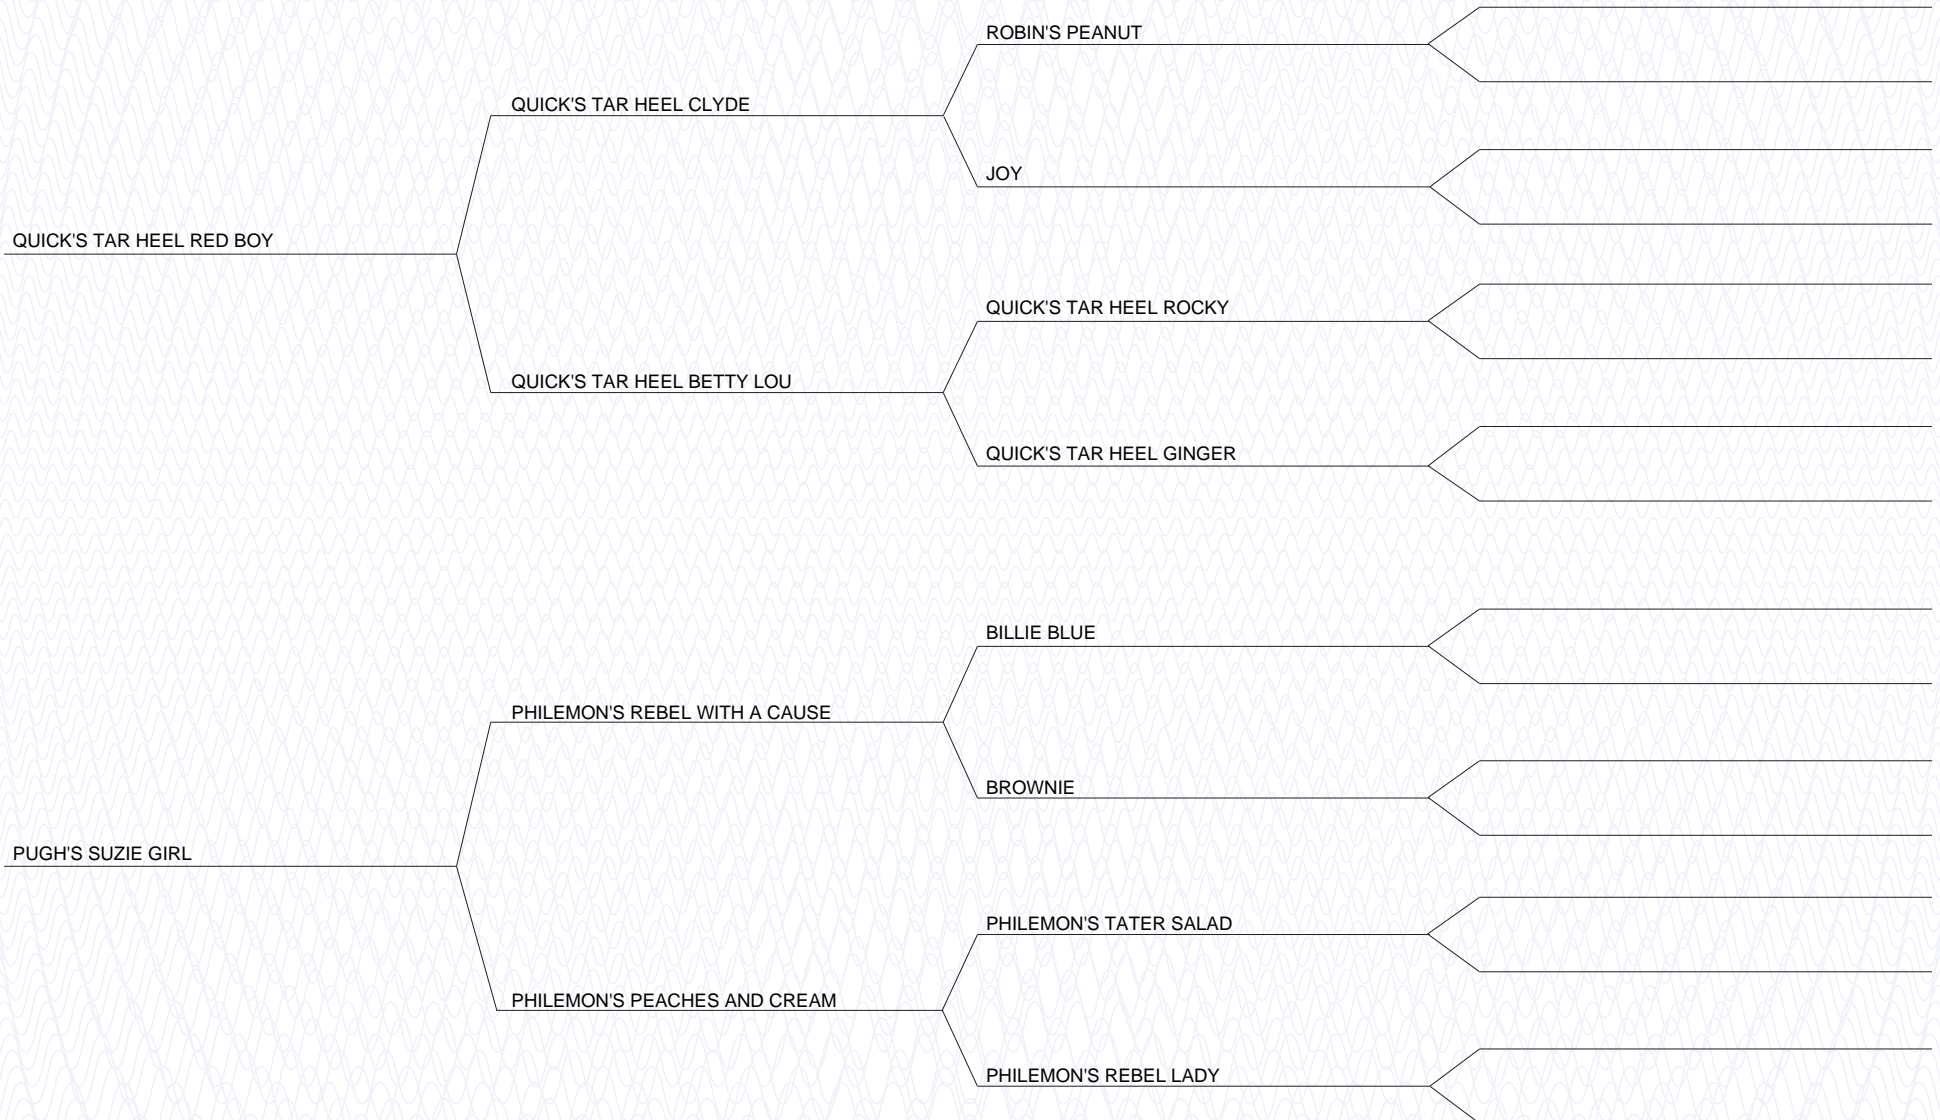 ROBIN'S PEANUT
QUICK'S TAR HEEL CLYDE
JOY
QUICK'S TAR HEEL RED BOY
QUICK'S TAR HEEL ROCKY
QUICK'S TAR HEEL BETTY LOU
QUICK'S TAR HEEL GINGER
BILLIE BLUE
PHILEMON'S REBEL WITH A CAUSE
BROWNIE
PUGH'S SUZIE GIRL
PHILEMON'S TATER SALAD
PHILEMON'S PEACHES AND CREAM
PHILEMON'S REBEL LADY